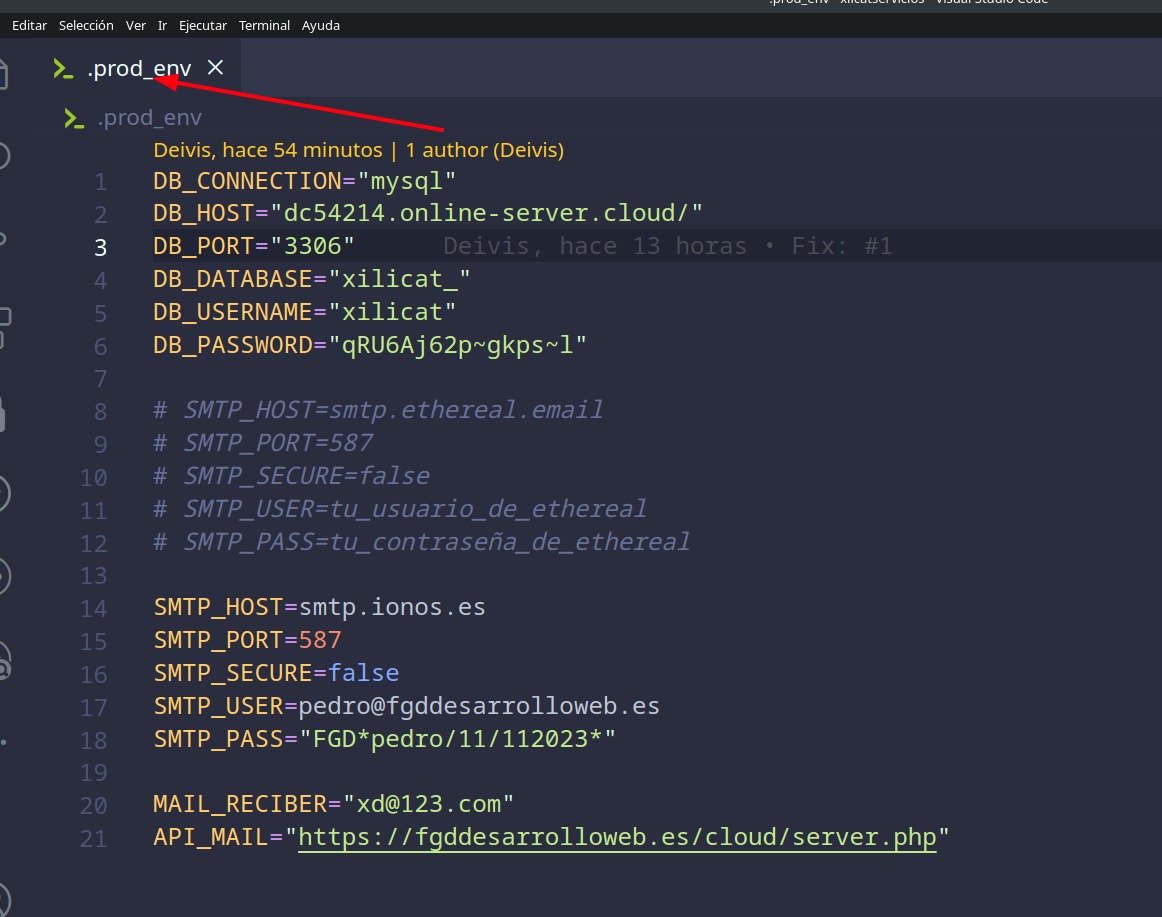 .prod_env - xilicatservicios - Visual Studio Code
Editar Selección Ver Ir Ejecutar Terminal Ayuda
.prod_env
.prod_env
Deivis, hace 54 minutos | 1 author (Deivis)
1 DB_CONNECTION="mysql"
2 DB_HOST="dc54214.online-server.cloud/"
3 DB_PORT="3306" Deivis, hace 13 horas • Fix: #1
4 DB_DATABASE="xilicat_"
5 DB_USERNAME="xilicat"
6 DB_PASSWORD="qRU6Aj62p~gkps~l"
7
8 # SMTP_HOST=smtp.ethereal.email
9 # SMTP_PORT=587
10 # SMTP_SECURE=false
11 # SMTP_USER=tu_usuario_de_ethereal
12 # SMTP_PASS=tu_contraseña_de_ethereal
13
14 SMTP_HOST=smtp.ionos.es
15 SMTP_PORT=587
16 SMTP_SECURE=false
17 SMTP_USER=pedro@fgddesarrolloweb.es
18 SMTP_PASS="FGD*pedro/11/112023*"
19
20 MAIL_RECIBER="xd@123.com"
21 API_MAIL="https://fgddesarrolloweb.es/cloud/server.php"